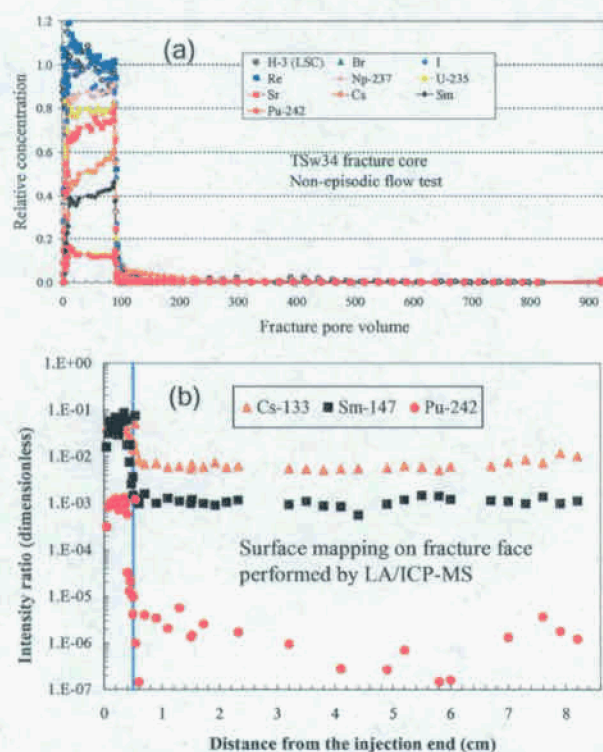 (a)
1.2
1.0
0.8
0.6
0.4
0.2
0.0
Relative concentration
H-3 (LSC) Br I
Re Np-237 U-235
Sr Cs Sm
Pu-242
TSw34 fracture core
Non-episodic flow test
0 100 200 300 400 500 600 700 800 900
Fracture pore volume
(b)
1.E+00
1.E-01
1.E-02
1.E-03
1.E-04
1.E-05
1.E-06
1.E-07
Intensity ratio (dimensionless)
Cs-133 Sm-147 Pu-242
Surface mapping on fracture face
performed by LA/ICP-MS
0 1 2 3 4 5 6 7 8
Distance from the injection end (cm)